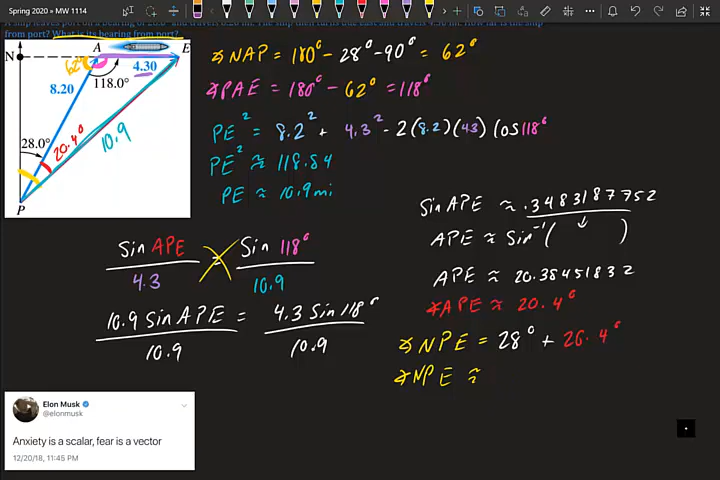 Spring 2020 » MW 1114
from port? What is its bearing from port?
N
A
E
62°
4.30
8.20
118.0°
28.0°
20.4°
10.9
P
∡NAP = 180° - 28° - 90° = 62°
∡PAE = 180° - 62° = 118°
PE² = 8.2² + 4.3² - 2(8.2)(4.3) Cos 118°
PE² ≈ 118.84
PE ≈ 10.9 mi
Sin APE / 4.3 = Sin 118° / 10.9
10.9 Sin APE / 10.9 = 4.3 Sin 118° / 10.9
Sin APE ≈ .3483187752
APE ≈ Sin⁻¹( ↓ )
APE ≈ 20.38451832
∡APE ≈ 20.4°
∡NPE = 28° + 20.4°
∡NPE ≈
Elon Musk
@elonmusk
Anxiety is a scalar, fear is a vector
12/20/18, 11:45 PM